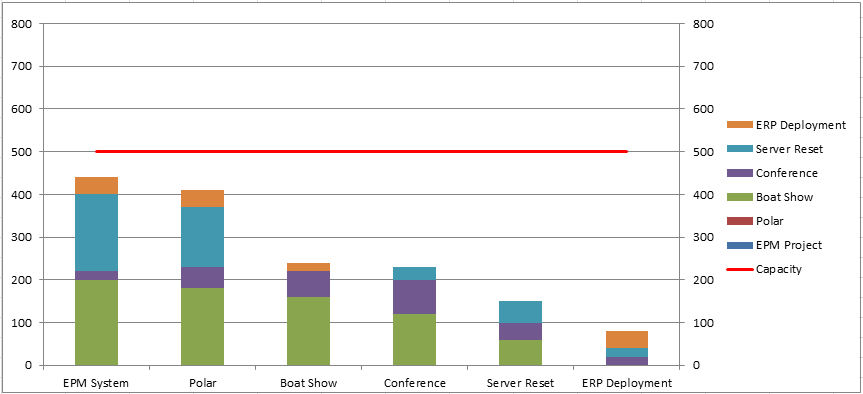 800 800
700 700
600 600
500 500
400 400
300 300
200 200
100 100
0 0
ERP Deployment
Server Reset
Conference
Boat Show
Polar
EPM Project
Capacity
EPM System Polar Boat Show Conference Server Reset ERP Deployment